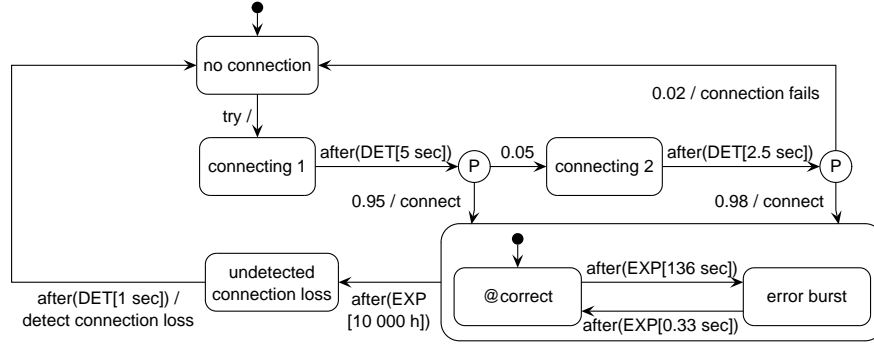 no connection
0.02 / connection fails
try /
connecting 1
after(DET[5 sec])
P
0.05
connecting 2
after(DET[2.5 sec])
P
0.95 / connect
0.98 / connect
undetected
connection loss
after(DET[1 sec]) /
detect connection loss
after(EXP
[10 000 h])
@correct
after(EXP[136 sec])
error burst
after(EXP[0.33 sec])